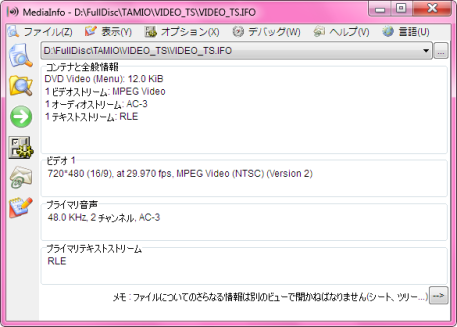 MediaInfo - D:\FullDisc\TAMIO\VIDEO_TS\VIDEO_TS.IFO
ファイル(Z) 表示(Y) オプション(X) デバッグ(W) ヘルプ(V) 言語(U)
D:\FullDisc\TAMIO\VIDEO_TS\VIDEO_TS.IFO ...
コンテナと全般情報
DVD Video (Menu): 12.0 KiB
1 ビデオストリーム: MPEG Video
1 オーディオストリーム: AC-3
1 テキストストリーム: RLE
ビデオ 1
720*480 (16/9), at 29.970 fps, MPEG Video (NTSC) (Version 2)
プライマリ音声
48.0 KHz, 2 チャンネル, AC-3
プライマリテキストストリーム
RLE
メモ : ファイルについてのさらなる情報は別のビューで開かねばなりません(シート、ツリー...) -->